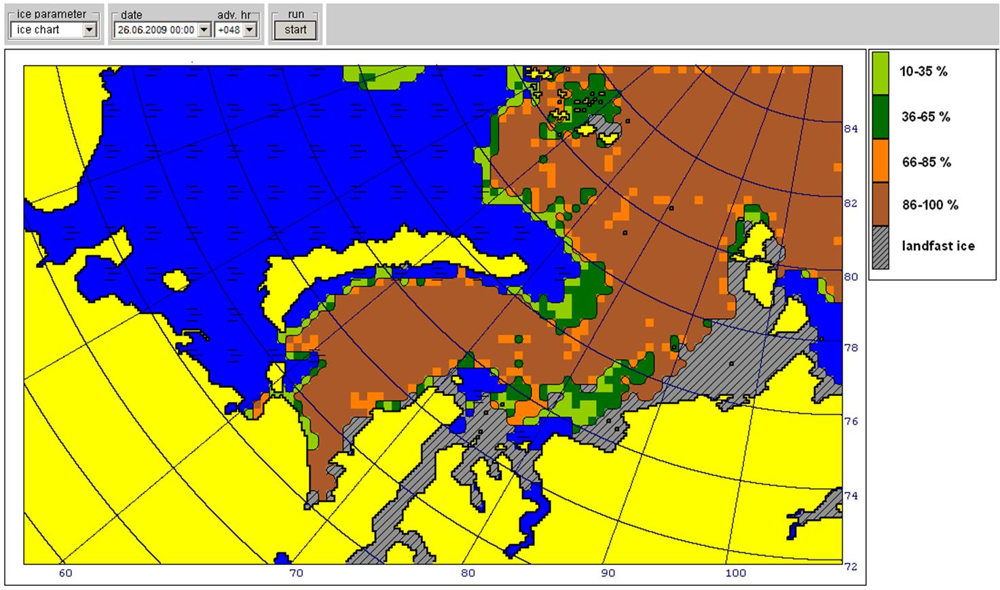 ice parameter
ice chart
date
adv. hr
26.06.2009 00:00
+048
run
start
10-35 %
36-65 %
66-85 %
86-100 %
landfast ice
84
82
80
78
76
74
72
60
70
80
90
100